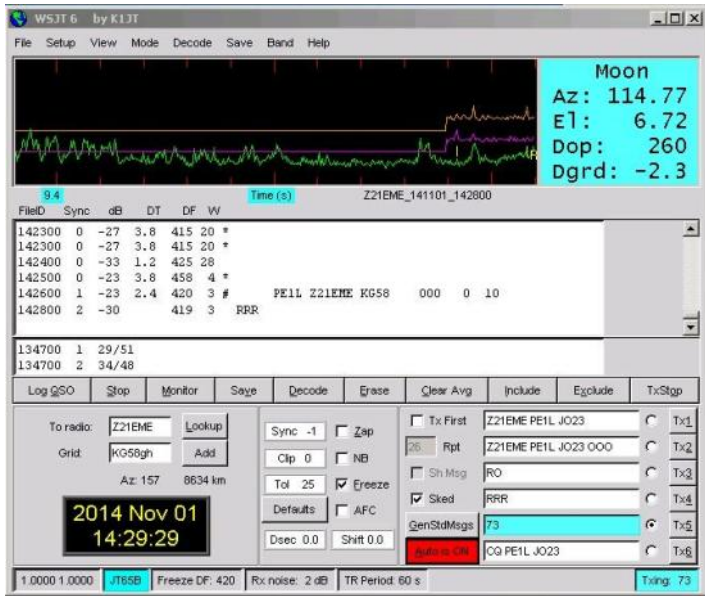 WSJT 6 by K1JT
File Setup View Mode Decode Save Band Help
Moon
Az: 114.77
El: 6.72
Dop: 260
Dgrd: -2.3
9.4 Time (s) Z21EME_141101_142800
FileID Sync dB DT DF W
142300 0 -27 3.8 415 20 *
142300 0 -27 3.8 415 20 *
142400 0 -33 1.2 425 28
142500 0 -23 3.8 458 4 *
142600 1 -23 2.4 420 3 # PE1L Z21EME KG58 000 0 10
142800 2 -30 419 3 RRR
134700 1 29/51
134700 2 34/48
Log QSO Stop Monitor Save Decode Erase Clear Avg Include Exclude TxStop
To radio: Z21EME Lookup Sync -1 Zap Tx First Z21EME PE1L JO23 Tx1
Grid: KG58gh Add Clip 0 NB 26 Rpt Z21EME PE1L JO23 OOO Tx2
Az: 157 8634 km Tol 25 Freeze Sh Msg RO Tx3
2014 Nov 01 Defaults AFC Sked RRR Tx4
14:29:29 GenStdMsgs 73 Tx5
Dsec 0.0 Shift 0.0 Auto is ON CQ PE1L JO23 Tx6
1.0000 1.0000 JT65B Freeze DF: 420 Rx noise: 2 dB TR Period: 60 s Txing: 73